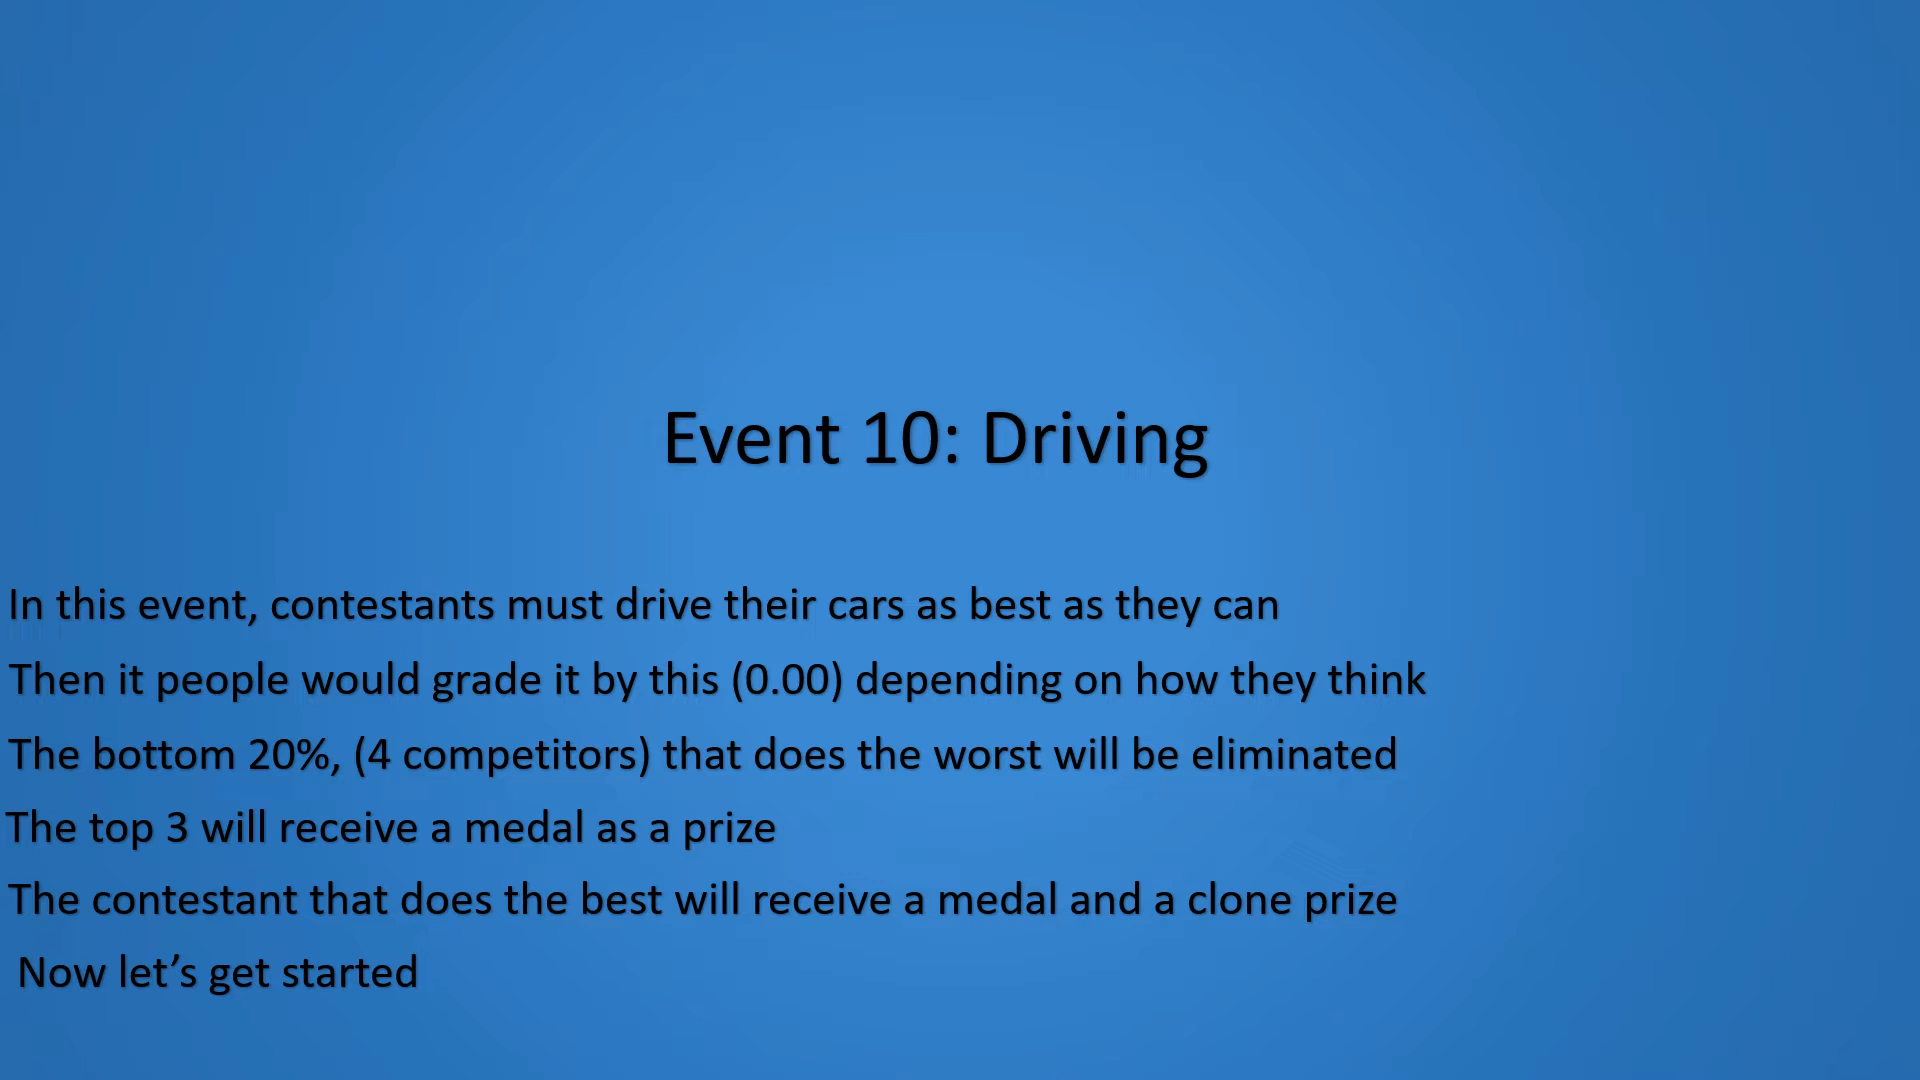 Event 10: Driving
In this event, contestants must drive their cars as best as they can
Then it people would grade it by this (0.00) depending on how they think
The bottom 20%, (4 competitors) that does the worst will be eliminated
The top 3 will receive a medal as a prize
The contestant that does the best will receive a medal and a clone prize
Now let’s get started